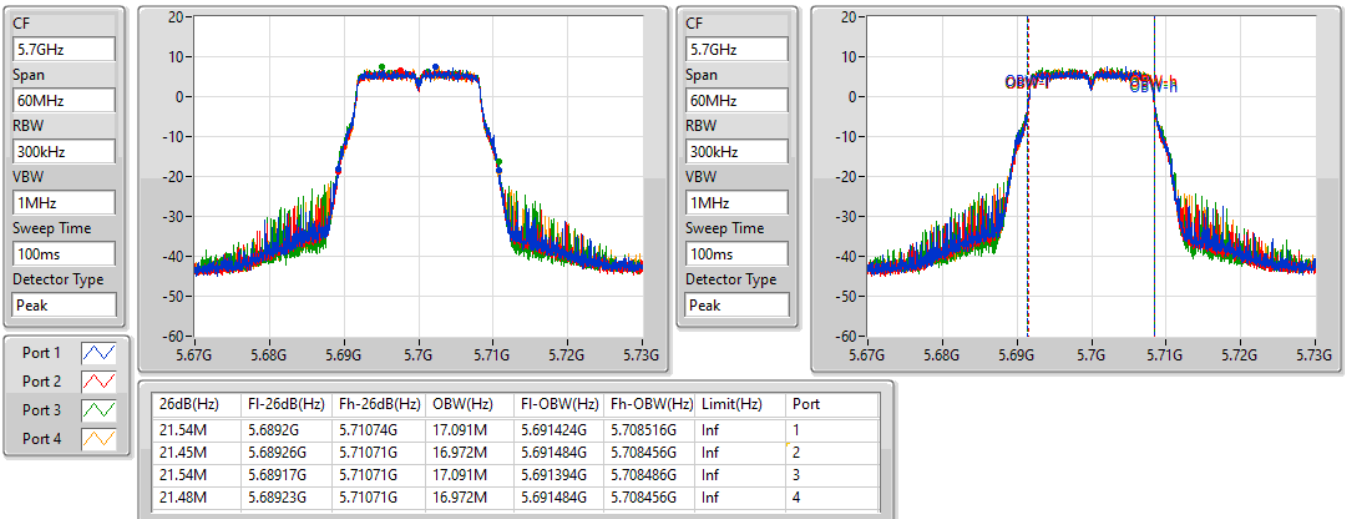 CF
5.7GHz
Span
60MHz
RBW
300kHz
VBW
1MHz
Sweep Time
100ms
Detector Type
Peak
20
10
0
-10
-20
-30
-40
-50
-60
5.67G 5.68G 5.69G 5.7G 5.71G 5.72G 5.73G
CF
5.7GHz
Span
60MHz
RBW
300kHz
VBW
1MHz
Sweep Time
100ms
Detector Type
Peak
20
10
0
-10
-20
-30
-40
-50
-60
OBW-l
OBW-h
5.67G 5.68G 5.69G 5.7G 5.71G 5.72G 5.73G
Port 1
Port 2
Port 3
Port 4
26dB(Hz) Fl-26dB(Hz) Fh-26dB(Hz) OBW(Hz) Fl-OBW(Hz) Fh-OBW(Hz) Limit(Hz) Port
21.54M 5.6892G 5.71074G 17.091M 5.691424G 5.708516G Inf 1
21.45M 5.68926G 5.71071G 16.972M 5.691484G 5.708456G Inf 2
21.54M 5.68917G 5.71071G 17.091M 5.691394G 5.708486G Inf 3
21.48M 5.68923G 5.71071G 16.972M 5.691484G 5.708456G Inf 4